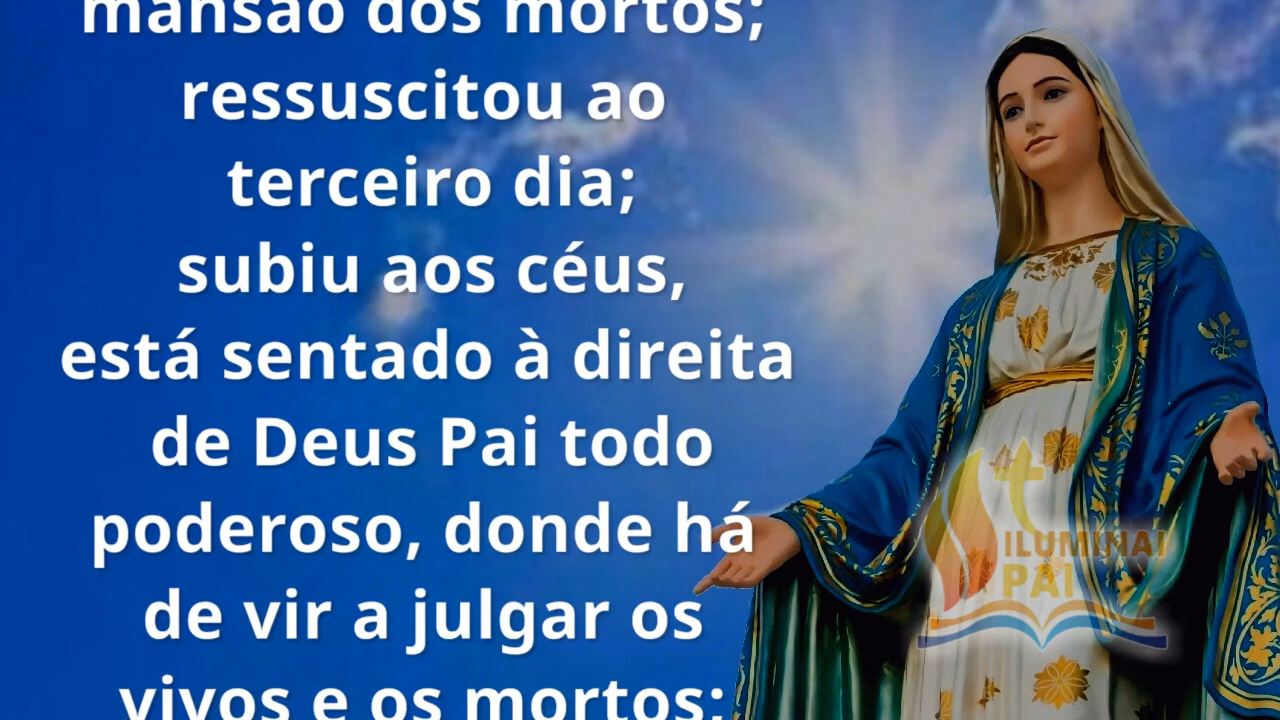 mansão dos mortos;
ressuscitou ao
terceiro dia;
subiu aos céus,
está sentado à direita
de Deus Pai todo
poderoso, donde há
de vir a julgar os
vivos e os mortos;
ILUMINAI
PAI